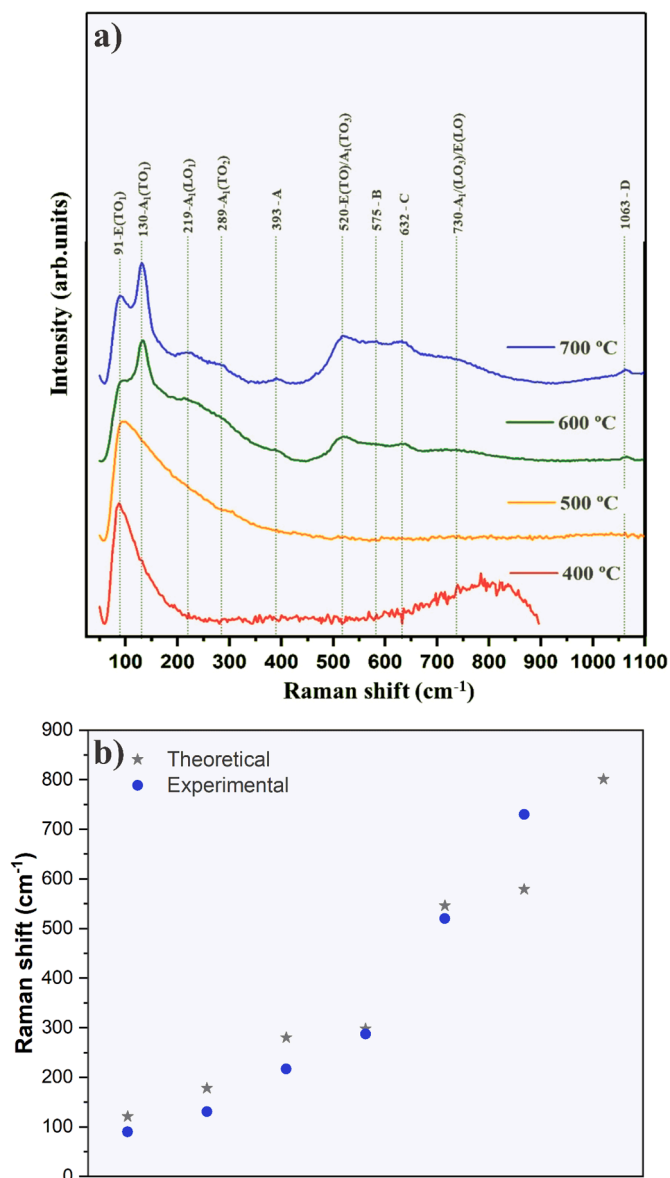 a)
91-E(TO₁)
130-A₁(TO₁)
219-A₁(LO₁)
289-A₁(TO₂)
393 - A
520-E(TO)/A₁(TO₃)
575 - B
632 - C
730-A₁/(LO₃)/E(LO)
1063 - D
Intensity (arb.units)
700 ºC
600 ºC
500 ºC
400 ºC
100 200 300 400 500 600 700 800 900 1000 1100
Raman shift (cm⁻¹)
b)
Theoretical
Experimental
Raman shift (cm⁻¹)
900
800
700
600
500
400
300
200
100
0